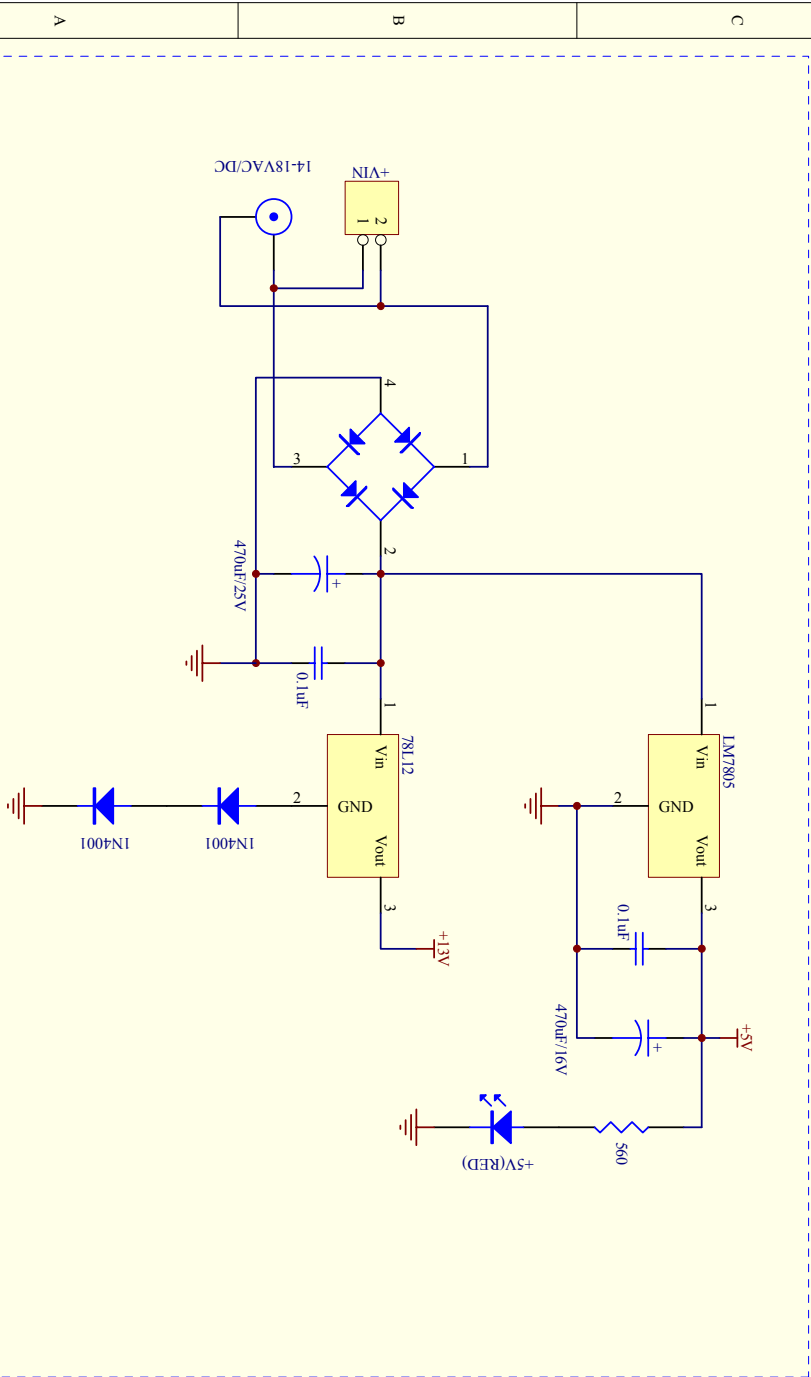 A
B
C
14-18VAC/DC
+VIN
1
2
4
3
1
2
470uF/25V
0.1uF
1
78L12
Vin
2
GND
Vout
3
+13V
1N4001
1N4001
1
LM7805
Vin
2
GND
Vout
3
0.1uF
470uF/16V
+5V
560
+5V(RED)
+
+